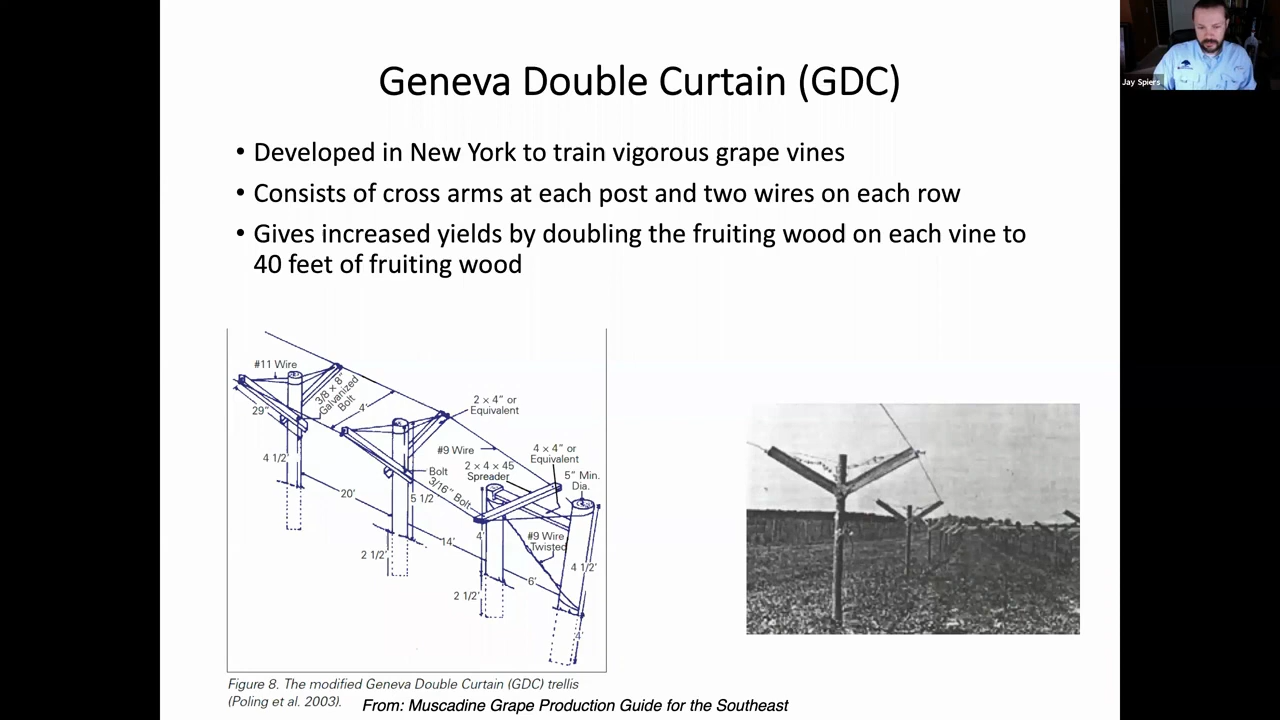 Jay Spiers
Geneva Double Curtain (GDC)
• Developed in New York to train vigorous grape vines
• Consists of cross arms at each post and two wires on each row
• Gives increased yields by doubling the fruiting wood on each vine to
40 feet of fruiting wood
#11 Wire
3/8 × 8"
Galvanized
Bolt
29"
4'
2 × 4" or
Equivalent
4 1/2'
#9 Wire
4 × 4" or
Equivalent
2 × 4 × 45
Spreader
5" Min.
Dia.
Bolt
3/16" Bolt
20'
5 1/2'
4'
#9 Wire
Twisted
14'
2 1/2'
4 1/2'
6'
2 1/2'
4'
Figure 8. The modified Geneva Double Curtain (GDC) trellis
(Poling et al. 2003).
From: Muscadine Grape Production Guide for the Southeast